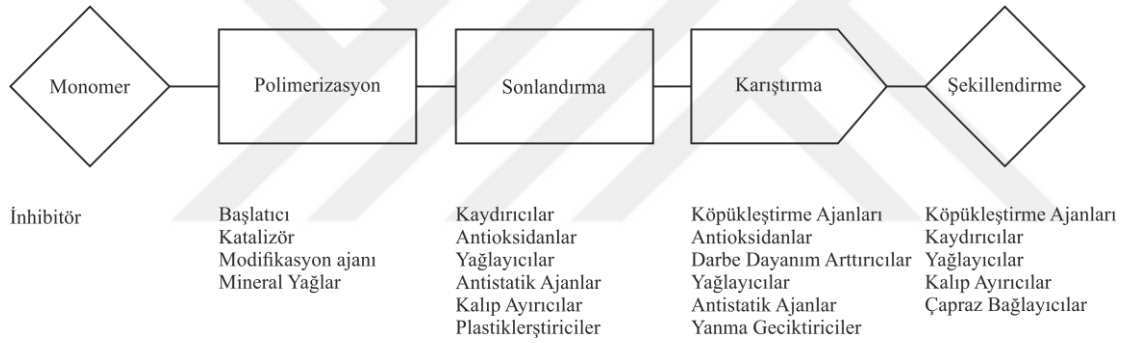 Monomer
Polimerizasyon
Sonlandırma
Karıştırma
Şekillendirme
İnhibitör
Başlatıcı
Katalizör
Modifikasyon ajanı
Mineral Yağlar
Kaydırıcılar
Antioksidanlar
Yağlayıcılar
Antistatik Ajanlar
Kalıp Ayırıcılar
Plastiklerştiriciler
Köpükleştirme Ajanları
Antioksidanlar
Darbe Dayanım Arttırıcılar
Yağlayıcılar
Antistatik Ajanlar
Yanma Geciktiriciler
Köpükleştirme Ajanları
Kaydırıcılar
Yağlayıcılar
Kalıp Ayırıcılar
Çapraz Bağlayıcılar